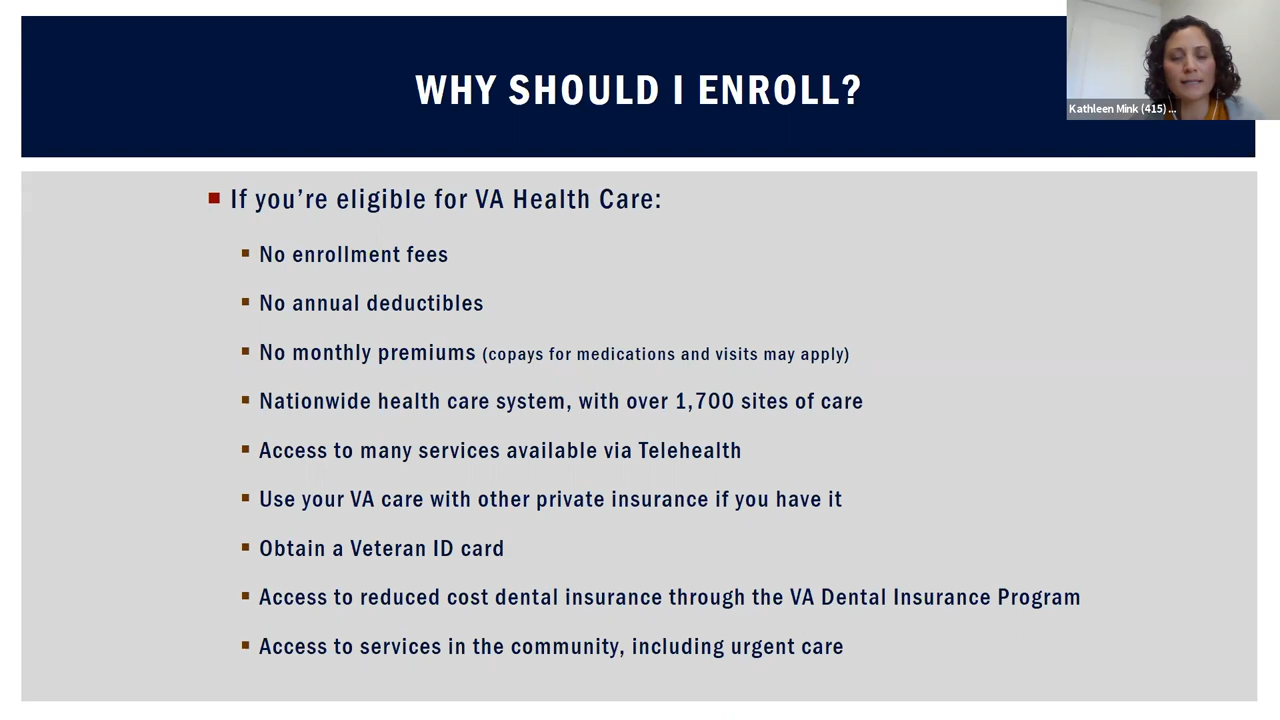 WHY SHOULD I ENROLL?
Kathleen Mink (415) ...
If you’re eligible for VA Health Care:
No enrollment fees
No annual deductibles
No monthly premiums (copays for medications and visits may apply)
Nationwide health care system, with over 1,700 sites of care
Access to many services available via Telehealth
Use your VA care with other private insurance if you have it
Obtain a Veteran ID card
Access to reduced cost dental insurance through the VA Dental Insurance Program
Access to services in the community, including urgent care